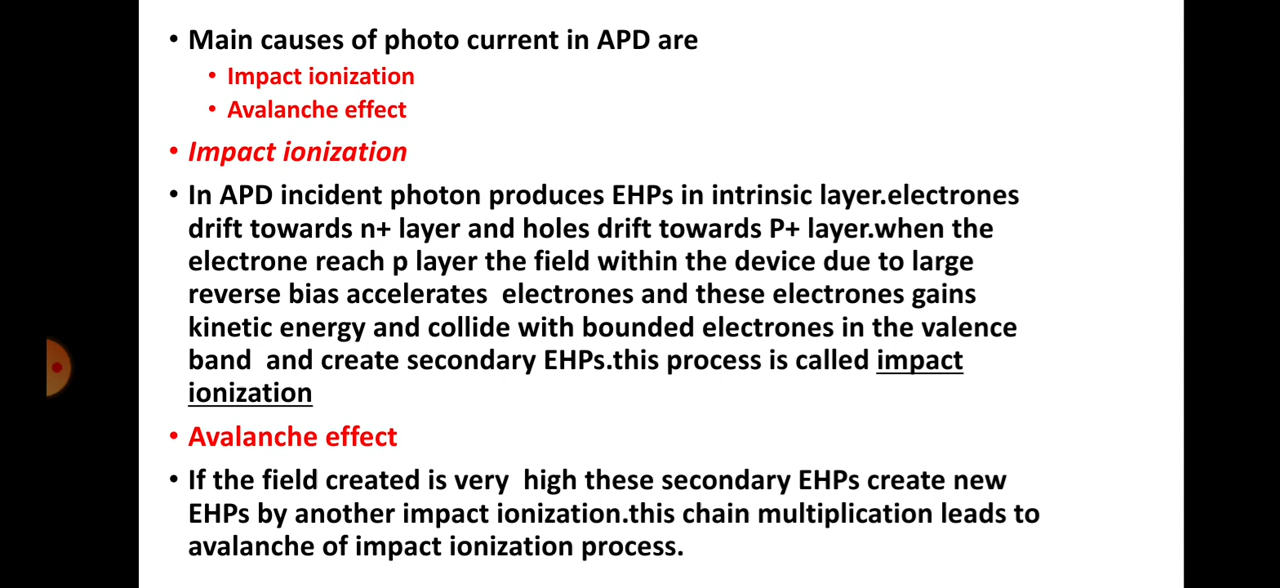 • Main causes of photo current in APD are
• Impact ionization
• Avalanche effect
• Impact ionization
• In APD incident photon produces EHPs in intrinsic layer.electrones
drift towards n+ layer and holes drift towards P+ layer.when the
electrone reach p layer the field within the device due to large
reverse bias accelerates  electrones and these electrones gains
kinetic energy and collide with bounded electrones in the valence
band  and create secondary EHPs.this process is called impact
ionization
• Avalanche effect
• If the field created is very  high these secondary EHPs create new
EHPs by another impact ionization.this chain multiplication leads to
avalanche of impact ionization process.